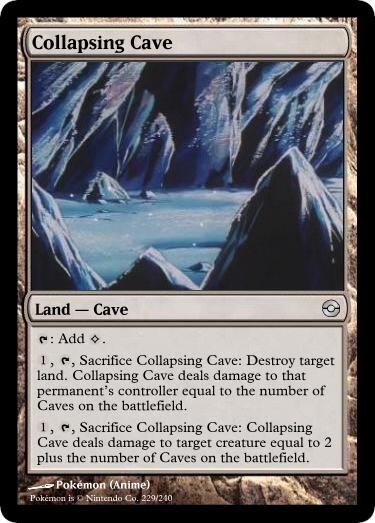 Collapsing Cave
Land — Cave
: Add .
1 , , Sacrifice Collapsing Cave: Destroy target
land. Collapsing Cave deals damage to that
permanent's controller equal to the number of
Caves on the battlefield.
1 , , Sacrifice Collapsing Cave: Collapsing
Cave deals damage to target creature equal to 2
plus the number of Caves on the battlefield.
Pokémon (Anime)
Pokémon is © Nintendo Co. 229/240